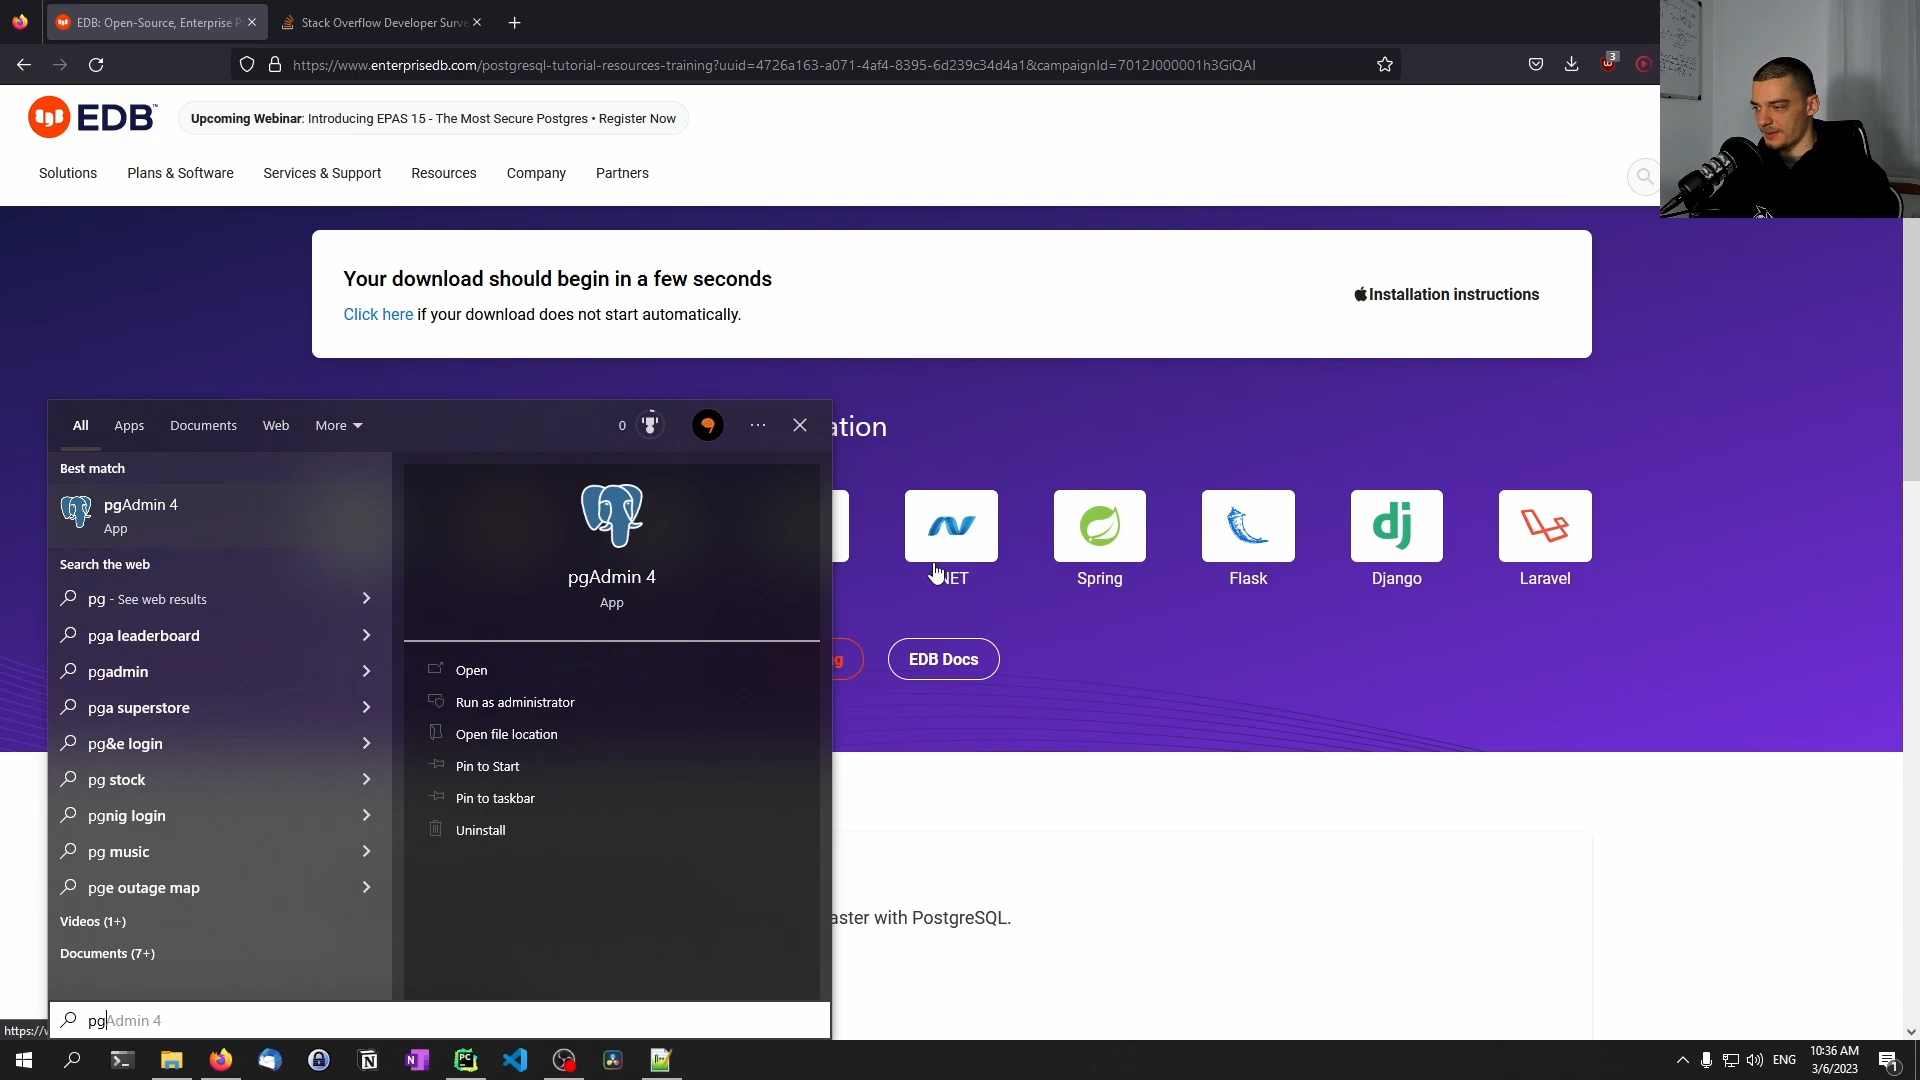 EDB: Open-Source, Enterprise P
Stack Overflow Developer Surve
https://www.enterprisedb.com/postgresql-tutorial-resources-training?uuid=4726a163-a071-4af4-8395-6d239c34d4a1&campaignId=7012J000001h3GiQAI
3
EDB™
Upcoming Webinar: Introducing EPAS 15 - The Most Secure Postgres • Register Now
Solutions
Plans & Software
Services & Support
Resources
Company
Partners
Your download should begin in a few seconds
Click here if your download does not start automatically.
Installation instructions
ation
NET
Spring
Flask
dj
Django
Laravel
g
EDB Docs
aster with PostgreSQL.
All
Apps
Documents
Web
More
0
Best match
pgAdmin 4
App
Search the web
pg - See web results
pga leaderboard
pgadmin
pga superstore
pg&e login
pg stock
pgnig login
pg music
pge outage map
Videos (1+)
Documents (7+)
pgAdmin 4
App
Open
Run as administrator
Open file location
Pin to Start
Pin to taskbar
Uninstall
pgAdmin 4
https://v
ENG
10:36 AM
3/6/2023
1